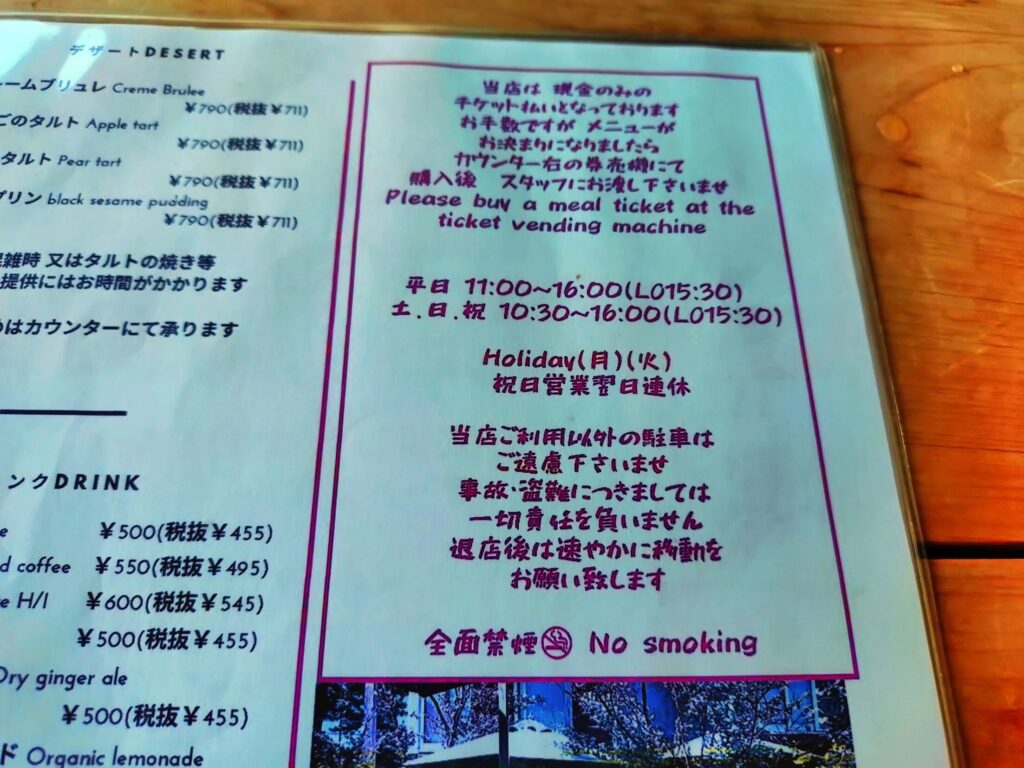 デザートDESERT
ームブリュレ Creme Brulee
￥790(税抜￥711)
ごのタルト Apple tart
￥790(税抜￥711)
タルト Pear tart
￥790(税抜￥711)
プリン black sesame pudding
￥790(税抜￥711)
雑時 又はタルトの焼き等
提供にはお時間がかかります
はカウンターにて承ります
ンクDRINK
￥500(税抜￥455)
d coffee ￥550(税抜￥495)
e H/I ￥600(税抜￥545)
￥500(税抜￥455)
Dry ginger ale
￥500(税抜￥455)
ド Organic lemonade
当店は 現金のみの
チケット払いとなっております
お手数ですが メニューが
お決まりになりましたら
カウンター右の券売機にて
購入後 スタッフにお渡し下さいませ
Please buy a meal ticket at the
ticket vending machine
平日 11:00～16:00(LO15:30)
土.日.祝 10:30～16:00(LO15:30)
Holiday(月)(火)
祝日営業翌日連休
当店ご利用以外の駐車は
ご遠慮下さいませ
事故・盗難につきましては
一切責任を負いません
退店後は速やかに移動を
お願い致します
全面禁煙 No smoking